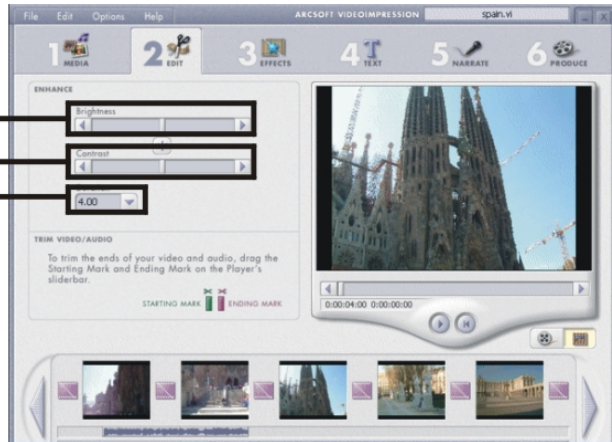 File Edit Options Help ARCSOFT VIDEOIMPRESSION spain.vi
1 MEDIA 2 EDIT 3 EFFECTS 4 TEXT 5 NARRATE 6 PRODUCE
ENHANCE
Brightness
Contrast
4.00
TRIM VIDEO/AUDIO
To trim the ends of your video and audio, drag the
Starting Mark and Ending Mark on the Player's
sliderbar.
STARTING MARK ENDING MARK
0:00:04:00 0:00:00:00